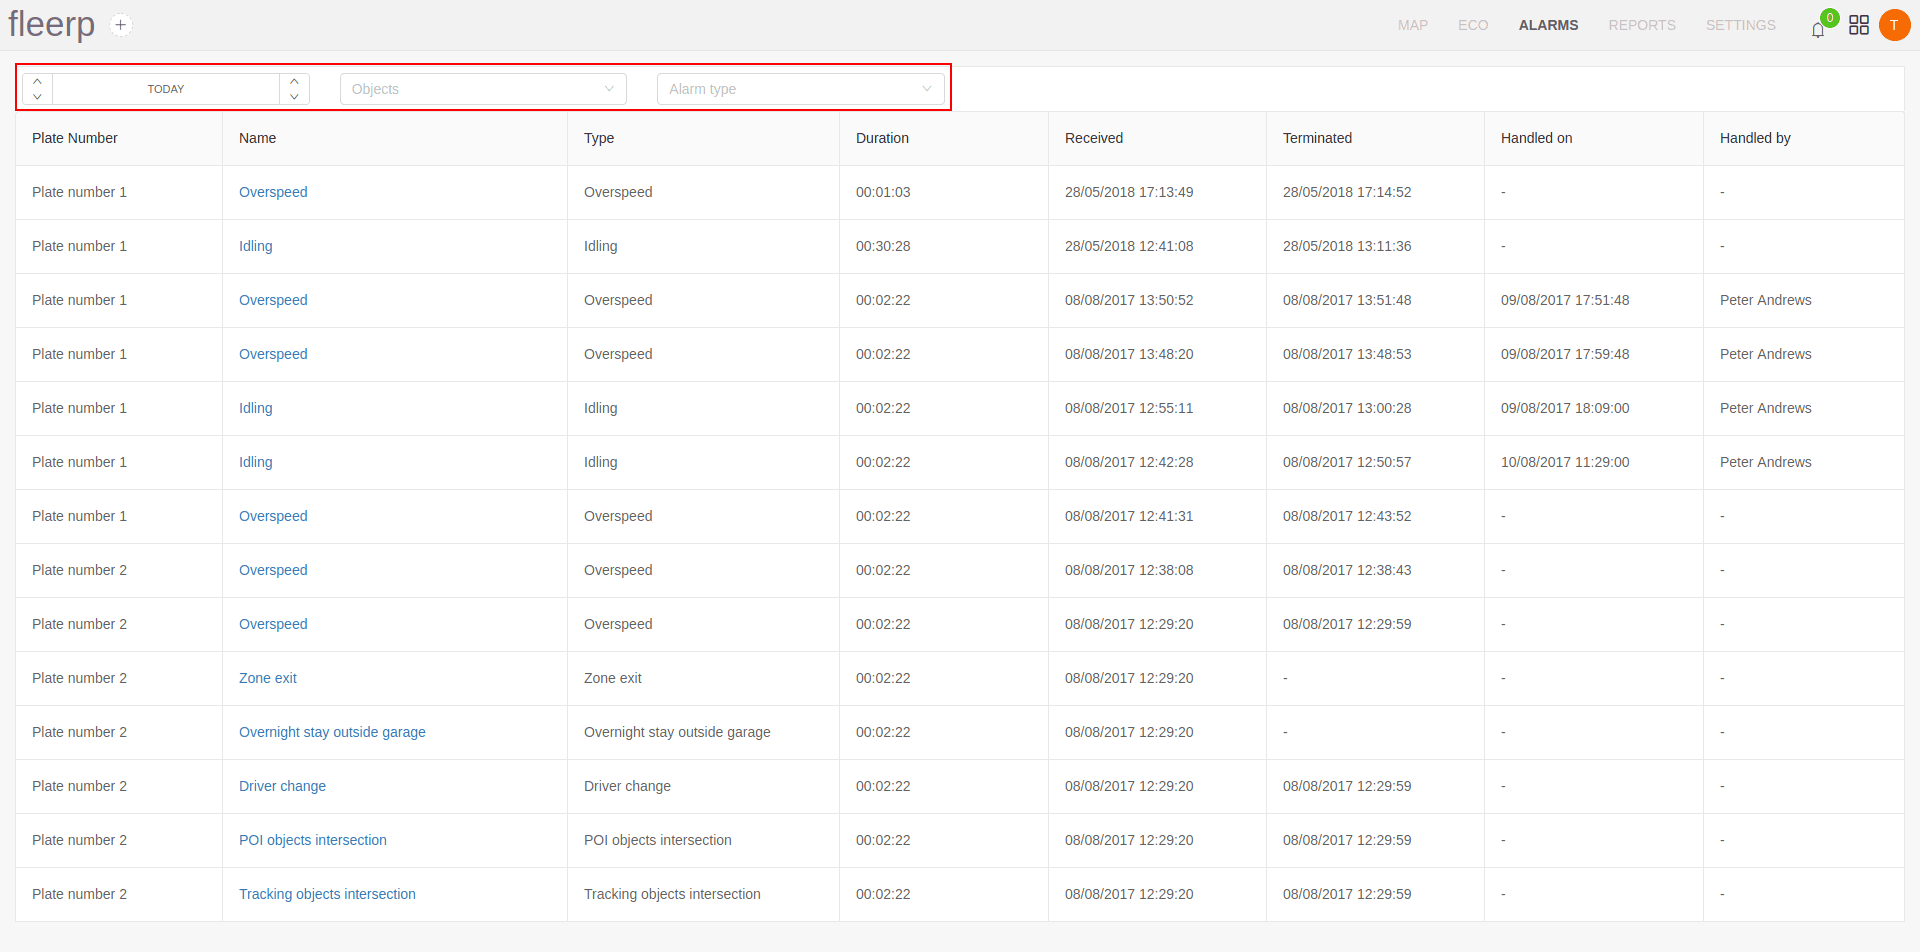 fleerp MAP ECO ALARMS REPORTS SETTINGS 0 T
TODAY Objects Alarm type
Plate Number Name Type Duration Received Terminated Handled on Handled by
Plate number 1 Overspeed Overspeed 00:01:03 28/05/2018 17:13:49 28/05/2018 17:14:52 - -
Plate number 1 Idling Idling 00:30:28 28/05/2018 12:41:08 28/05/2018 13:11:36 - -
Plate number 1 Overspeed Overspeed 00:02:22 08/08/2017 13:50:52 08/08/2017 13:51:48 09/08/2017 17:51:48 Peter Andrews
Plate number 1 Overspeed Overspeed 00:02:22 08/08/2017 13:48:20 08/08/2017 13:48:53 09/08/2017 17:59:48 Peter Andrews
Plate number 1 Idling Idling 00:02:22 08/08/2017 12:55:11 08/08/2017 13:00:28 09/08/2017 18:09:00 Peter Andrews
Plate number 1 Idling Idling 00:02:22 08/08/2017 12:42:28 08/08/2017 12:50:57 10/08/2017 11:29:00 Peter Andrews
Plate number 1 Overspeed Overspeed 00:02:22 08/08/2017 12:41:31 08/08/2017 12:43:52 - -
Plate number 2 Overspeed Overspeed 00:02:22 08/08/2017 12:38:08 08/08/2017 12:38:43 - -
Plate number 2 Overspeed Overspeed 00:02:22 08/08/2017 12:29:20 08/08/2017 12:29:59 - -
Plate number 2 Zone exit Zone exit 00:02:22 08/08/2017 12:29:20 - - -
Plate number 2 Overnight stay outside garage Overnight stay outside garage 00:02:22 08/08/2017 12:29:20 - - -
Plate number 2 Driver change Driver change 00:02:22 08/08/2017 12:29:20 08/08/2017 12:29:59 - -
Plate number 2 POI objects intersection POI objects intersection 00:02:22 08/08/2017 12:29:20 08/08/2017 12:29:59 - -
Plate number 2 Tracking objects intersection Tracking objects intersection 00:02:22 08/08/2017 12:29:20 08/08/2017 12:29:59 - -